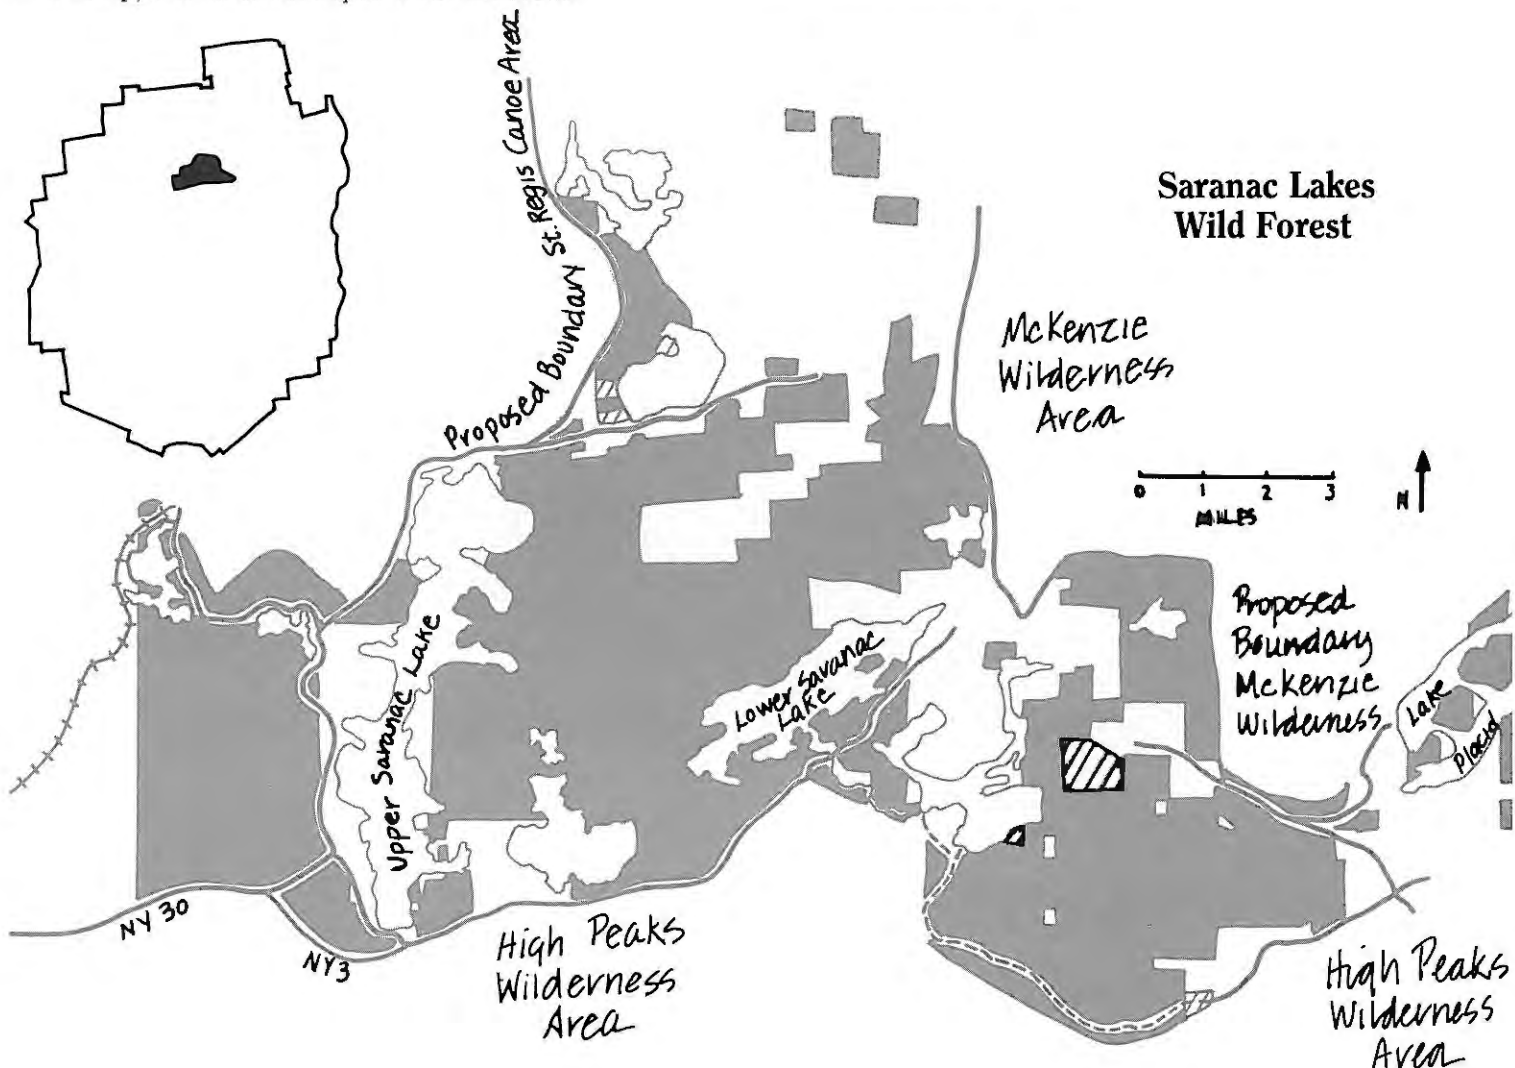 Saranac Lakes
Wild Forest
St. Regis Canoe Area
Proposed Boundary
McKenzie
Wilderness
Area
0 1 2 3
MILES
N
Proposed
Boundary
McKenzie
Wilderness
Lake
Placid
Lower Saranac
Lake
Upper Saranac Lake
NY 30
NY3
High Peaks
Wilderness
Area
High Peaks
Wilderness
Area